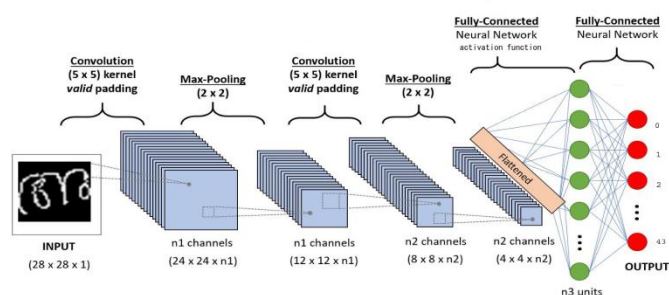 Fully-Connected
Neural Network
activation function
Fully-Connected
Neural Network
Convolution
(5 x 5) kernel
valid padding
Max-Pooling
(2 x 2)
Convolution
(5 x 5) kernel
valid padding
Max-Pooling
(2 x 2)
Flattened
0
1
2
43
INPUT
(28 x 28 x 1)
n1 channels
(24 x 24 x n1)
n1 channels
(12 x 12 x n1)
n2 channels
(8 x 8 x n2)
n2 channels
(4 x 4 x n2)
OUTPUT
n3 units